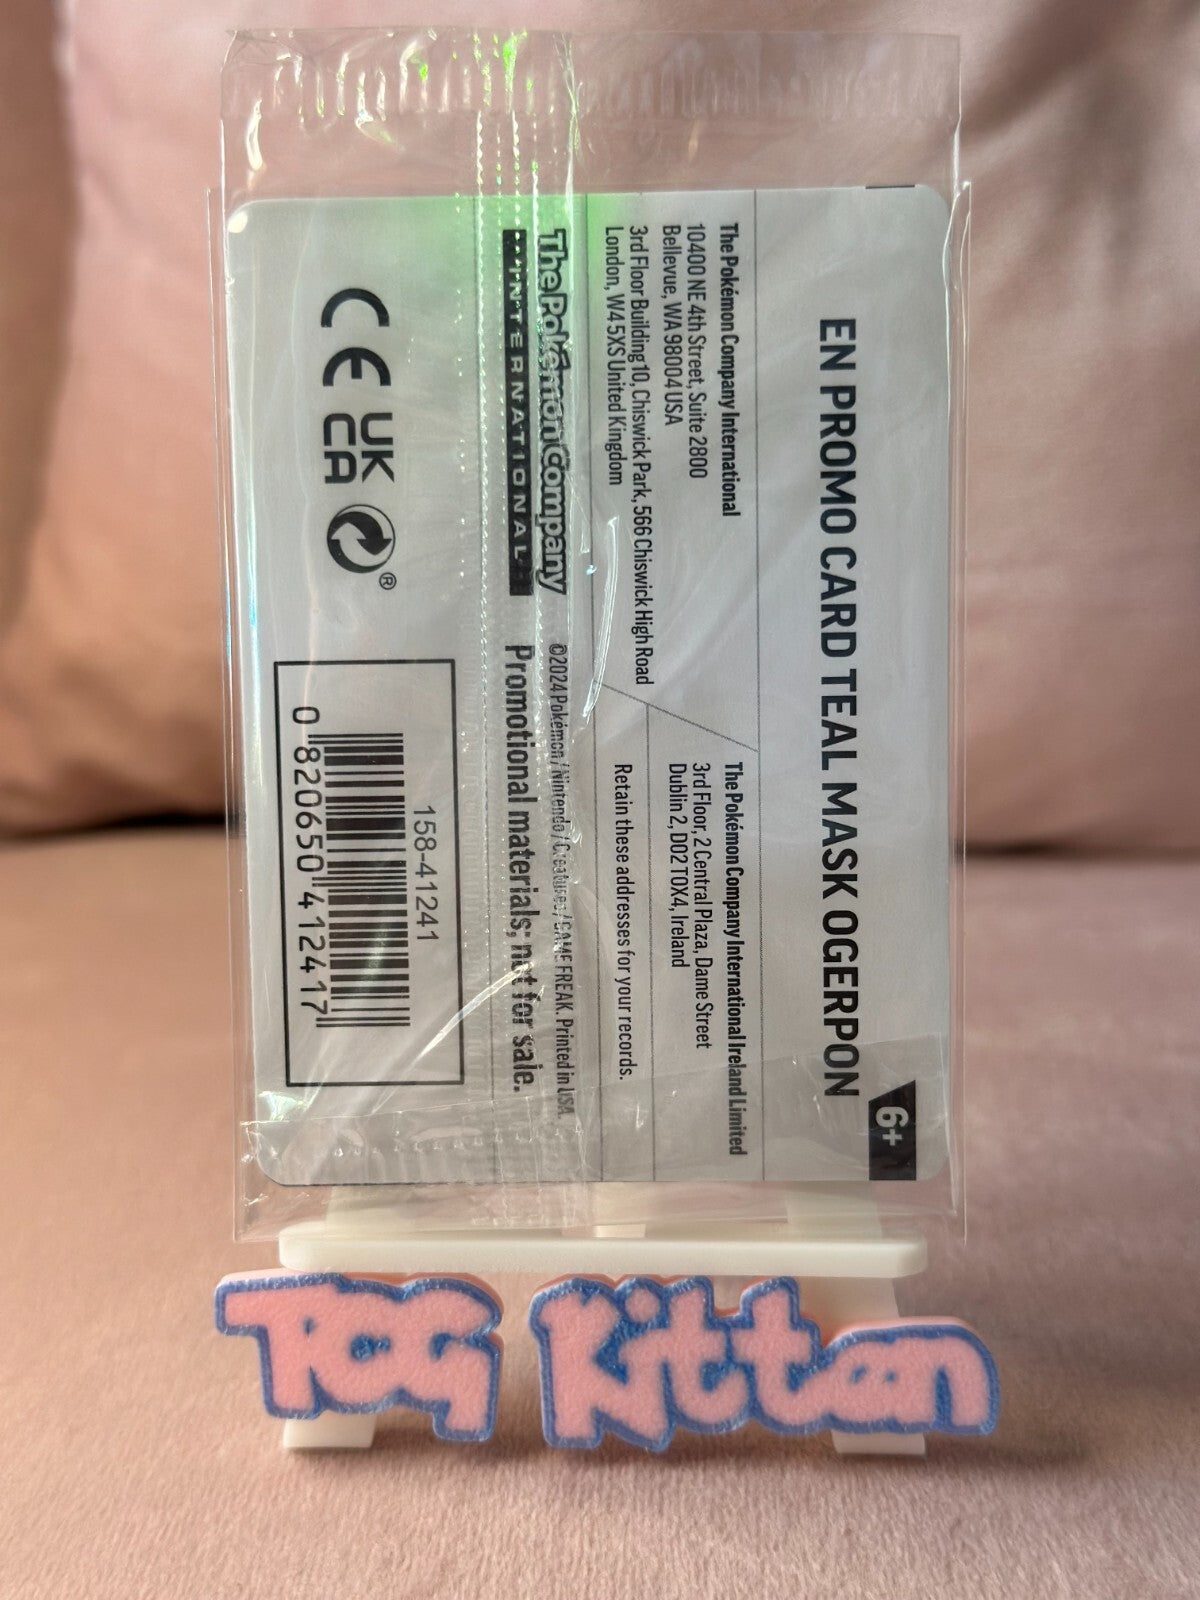 EN PROMO CARD TEAL MASK OGERPON
6+
The Pokémon Company International
10400 NE 4th Street, Suite 2800
Bellevue, WA 98004 USA
3rd Floor Building 10, Chiswick Park, 566 Chiswick High Road
London, W4 5XS United Kingdom
The Pokémon Company International Ireland Limited
3rd Floor, 2 Central Plaza, Dame Street
Dublin 2, D02 T0X4, Ireland
Retain these addresses for your records.
The Pokémon Company
INTERNATIONAL
©2024 Pokémon / Nintendo / Creatures / GAME FREAK. Printed in USA.
Promotional materials; not for sale.
CE
UK
CA
®
158-41241
0 820650 412417
TCG Kitten